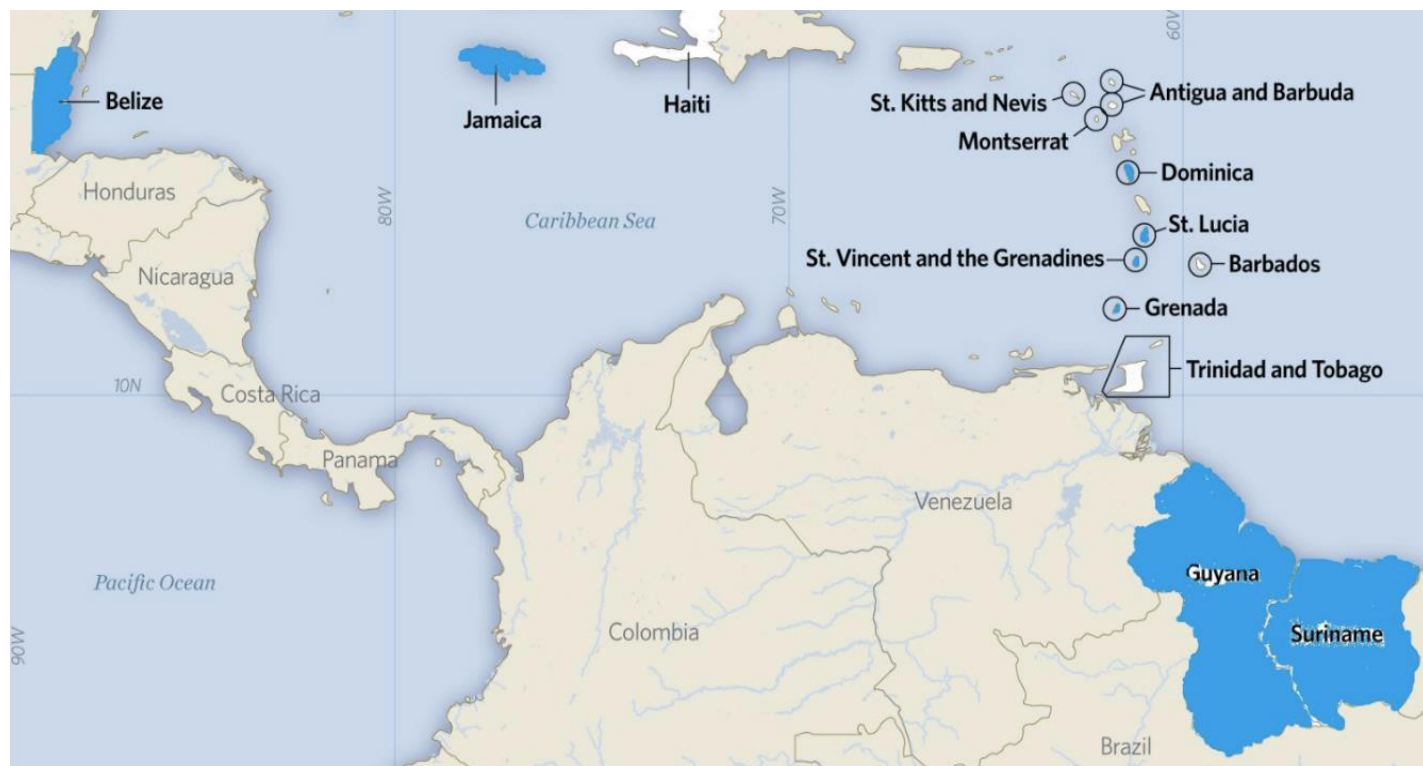 60W
Belize
Jamaica
Haiti
St. Kitts and Nevis
Antigua and Barbuda
Montserrat
Dominica
Honduras
80W
70W
Caribbean Sea
St. Lucia
St. Vincent and the Grenadines
Barbados
Nicaragua
Grenada
Trinidad and Tobago
10N
Costa Rica
Panama
Venezuela
Guyana
Pacific Ocean
Colombia
Suriname
90W
Brazil